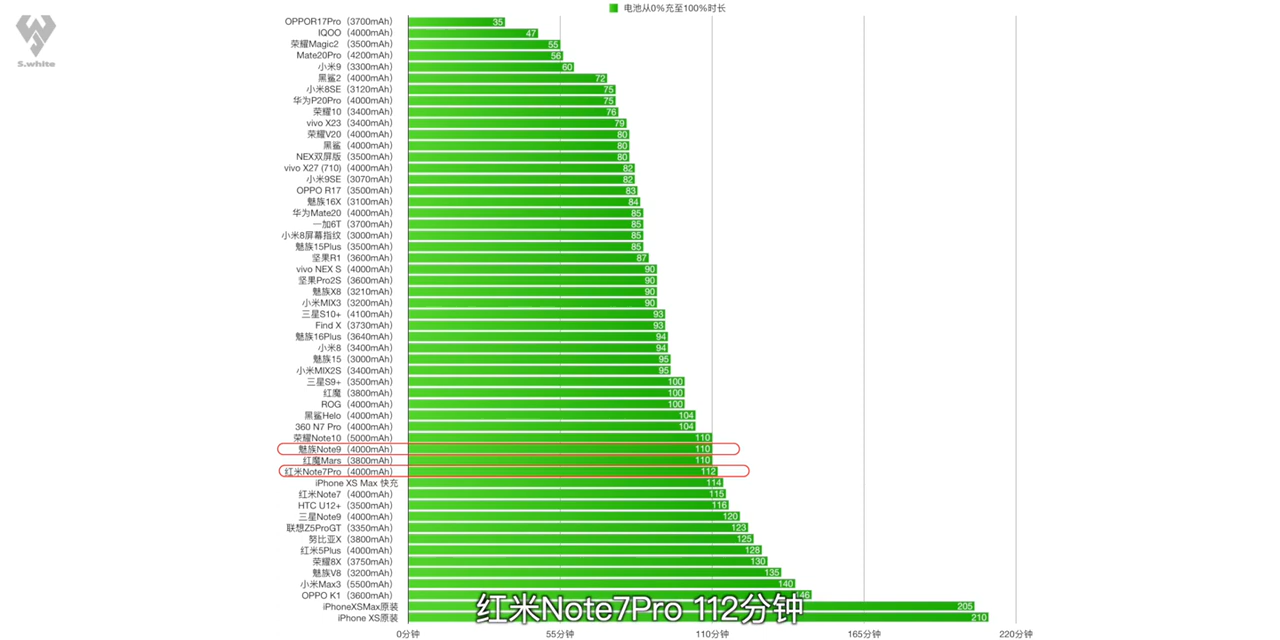 电池从0%充至100%时长
S.white
OPPOR17Pro（3700mAh） 35
IQOO（4000mAh） 47
荣耀Magic2 （3500mAh） 55
Mate20Pro（4200mAh） 56
小米9（3300mAh） 60
黑鲨2（4000mAh） 72
小米8SE（3120mAh） 75
华为P20Pro（4000mAh） 75
荣耀10（3400mAh） 76
vivo X23（3400mAh） 79
荣耀V20（4000mAh） 80
黑鲨（4000mAh） 80
NEX双屏版（3500mAh） 80
vivo X27 (710)（4000mAh） 82
小米9SE（3070mAh） 82
OPPO R17（3500mAh） 83
魅族16X（3100mAh） 84
华为Mate20（4000mAh） 85
一加6T（3700mAh） 85
小米8屏幕指纹（3000mAh） 85
魅族15Plus（3500mAh） 85
坚果R1（3600mAh） 87
vivo NEX S（4000mAh） 90
坚果Pro2S（3600mAh） 90
魅族X8（3210mAh） 90
小米MIX3（3200mAh） 90
三星S10+（4100mAh） 93
Find X（3730mAh） 93
魅族16Plus（3640mAh） 94
小米8（3400mAh） 94
魅族15（3000mAh） 95
小米MIX2S（3400mAh） 95
三星S9+（3500mAh） 100
红魔（3800mAh） 100
ROG（4000mAh） 100
黑鲨Helo（4000mAh） 104
360 N7 Pro（4000mAh） 104
荣耀Note10（5000mAh） 110
魅族Note9（4000mAh） 110
红魔Mars（3800mAh） 110
红米Note7Pro（4000mAh） 112
iPhone XS Max 快充 114
红米Note7（4000mAh） 115
HTC U12+（3500mAh） 116
三星Note9（4000mAh） 120
联想Z5ProGT（3350mAh） 123
努比亚X（3800mAh） 125
红米5Plus（4000mAh） 128
荣耀8X（3750mAh） 130
魅族V8（3200mAh） 135
小米Max3（5500mAh） 140
OPPO K1（3600mAh） 146
iPhoneXSMax原装 205
iPhone XS原装 210
红米Note7Pro 112分钟
0分钟 55分钟 110分钟 165分钟 220分钟